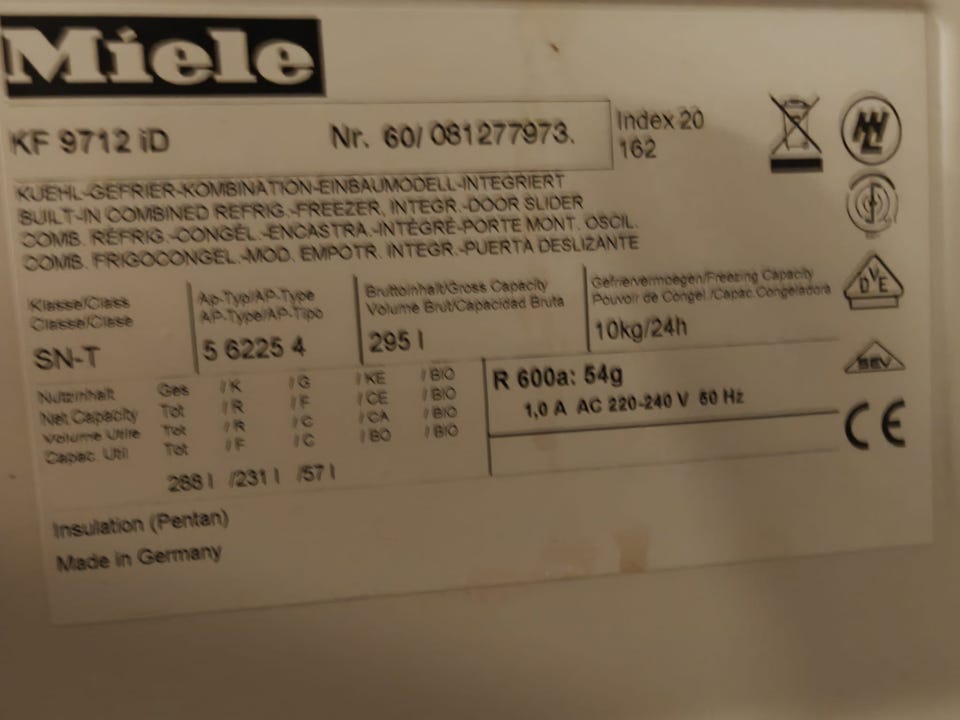 Miele
KF 9712 iD Nr. 60/ 081277973.
Index 20
162
KUEHL-GEFRIER-KOMBINATION-EINBAUMODELL-INTEGRIERT
BUILT-IN COMBINED REFRIG.-FREEZER, INTEGR.-DOOR SLIDER
COMB. RÉFRIG.-CONGÉL.-ENCASTRA.-INTÉGRÉ-PORTE MONT. OSCIL.
COMB. FRIGOCONGEL.-MOD. EMPOTR. INTEGR.-PUERTA DESLIZANTE
Klasse/Class
Classe/Clase
SN-T
Ap-Typ/AP-Type
AP-Type/AP-Tipo
5 6225 4
Bruttoinhalt/Gross Capacity
Volume Brut/Capacidad Bruta
295 l
Gefriervermoegen/Freezing Capacity
Pouvoir de Congel./Capac.Congeladora
10kg/24h
Nutzinhalt Ges /K /G /KE /BIO
Net Capacity Tot /R /F /CE /BIO
Volume Utile Tot /R /C /CA /BIO
Capac. Util Tot /F /C /BO /BIO
288 l /231 l /57 l
R 600a: 54g
1,0 A AC 220-240 V 50 Hz
Insulation (Pentan)
Made in Germany
DVE
SEV
CE